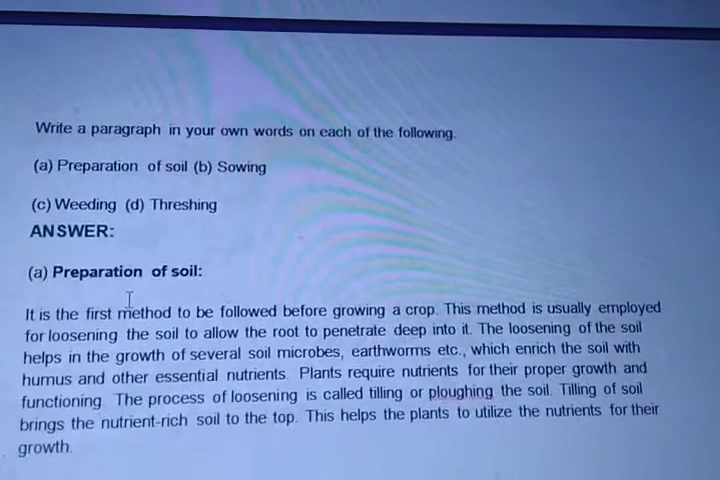 Write a paragraph in your own words on each of the following.
(a) Preparation of soil (b) Sowing
(c) Weeding (d) Threshing
ANSWER:
(a) Preparation of soil:
It is the first method to be followed before growing a crop. This method is usually employed
for loosening the soil to allow the root to penetrate deep into it. The loosening of the soil
helps in the growth of several soil microbes, earthworms etc., which enrich the soil with
humus and other essential nutrients. Plants require nutrients for their proper growth and
functioning. The process of loosening is called tilling or ploughing the soil. Tilling of soil
brings the nutrient-rich soil to the top. This helps the plants to utilize the nutrients for their
growth.